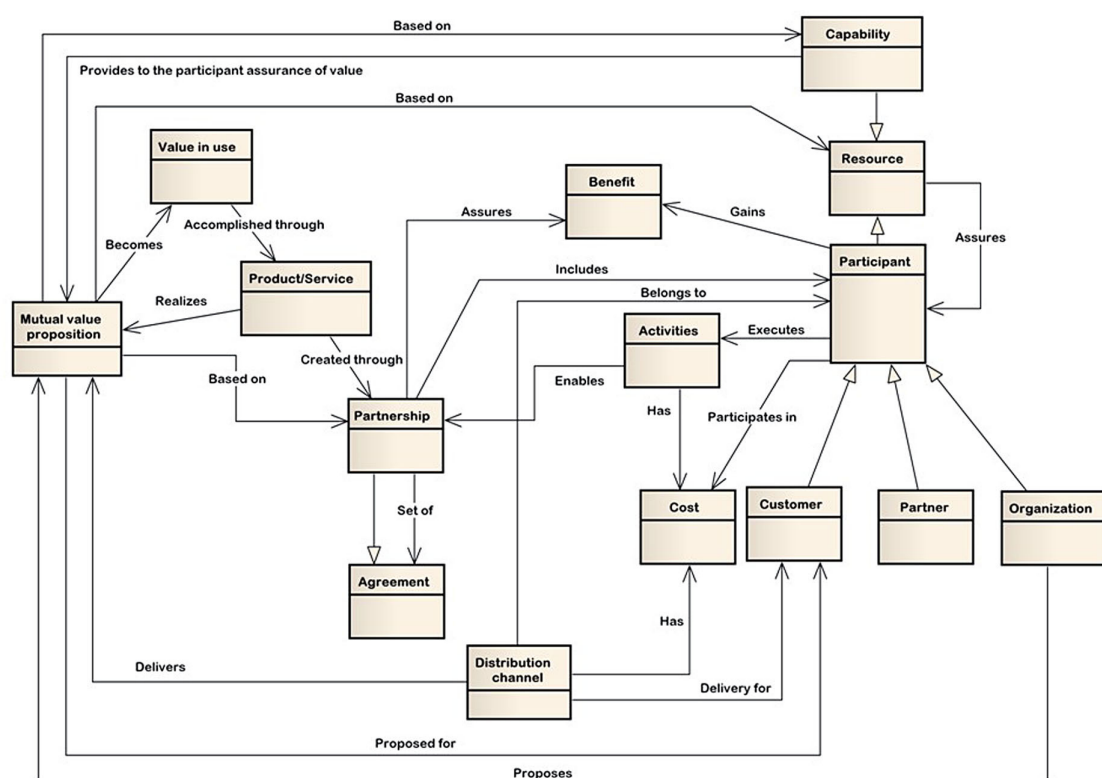 Based on
Capability
Provides to the participant assurance of value
Based on
Value in use
Resource
Benefit
Accomplished through
Assures
Gains
Becomes
Assures
Participant
Includes
Product/Service
Belongs to
Realizes
Mutual value
proposition
Activities
Executes
Created through
Based on
Enables
Partnership
Has
Participates in
Set of
Cost
Customer
Partner
Organization
Agreement
Has
Distribution
channel
Delivers
Delivery for
Proposed for
Proposes